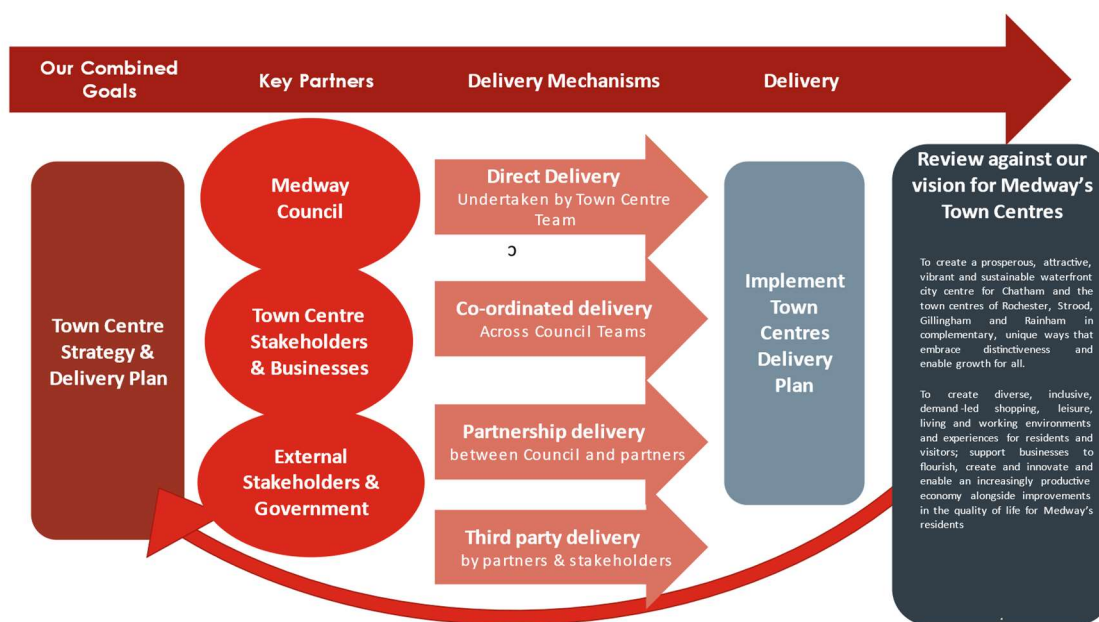 Our Combined
Goals
Key Partners
Delivery Mechanisms
Delivery
Town Centre
Strategy &
Delivery Plan
Medway
Council
Town Centre
Stakeholders
& Businesses
External
Stakeholders &
Government
Direct Delivery
Undertaken by Town Centre
Team
ɔ
Co-ordinated delivery
Across Council Teams
Partnership delivery
between Council and partners
Third party delivery
by partners & stakeholders
Implement
Town
Centres
Delivery
Plan
Review against our
vision for Medway's
Town Centres
To create a prosperous, attractive,
vibrant and sustainable waterfront
city centre for Chatham and the
town centres of Rochester, Strood,
Gillingham and Rainham in
complementary, unique ways that
embrace distinctiveness and
enable growth for all.
To create diverse, inclusive,
demand-led shopping, leisure,
living and working environments
and experiences for residents and
visitors; support businesses to
flourish, create and innovate and
enable an increasingly productive
economy alongside improvements
in the quality of life for Medway's
residents
.